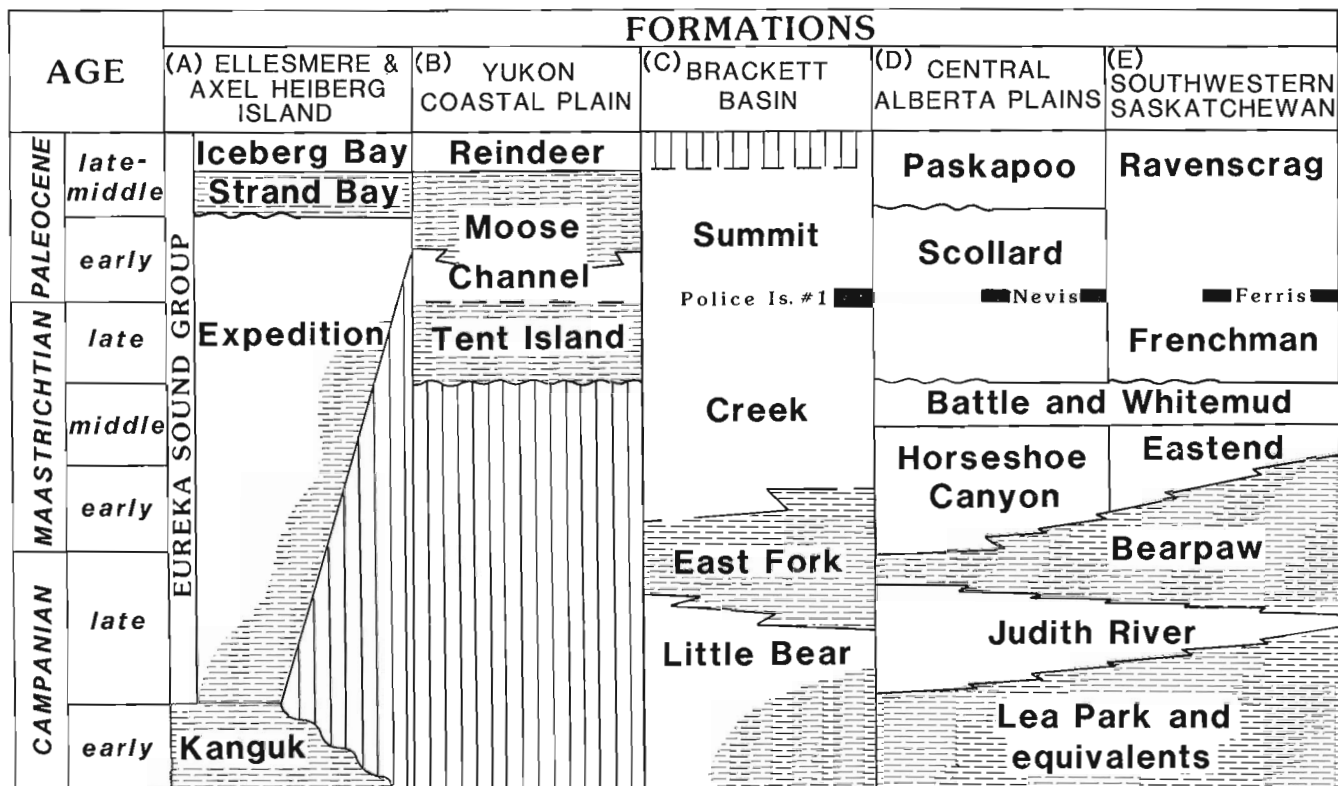 FORMATIONS
AGE
(A) ELLESMERE &
AXEL HEIBERG
ISLAND
(B) YUKON
COASTAL PLAIN
(C) BRACKETT
BASIN
(D) CENTRAL
ALBERTA PLAINS
(E) SOUTHWESTERN
SASKATCHEWAN
PALEOCENE
late-
middle
early
MAASTRICHTIAN
late
middle
early
CAMPANIAN
late
early
EUREKA SOUND GROUP
Iceberg Bay
Strand Bay
Expedition
Kanguk
Reindeer
Moose
Channel
Tent Island
Summit
Police Is. #1
Creek
East Fork
Little Bear
Paskapoo
Scollard
Nevis
Ravenscrag
Ferris
Frenchman
Battle and Whitemud
Horseshoe
Canyon
Eastend
Bearpaw
Judith River
Lea Park and
equivalents